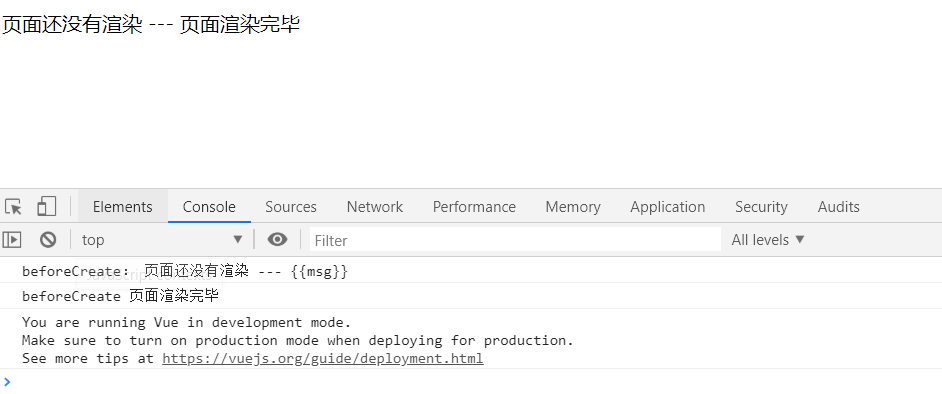 页面还没有渲染 --- 页面渲染完毕
Elements Console Sources Network Performance Memory Application Security Audits
top Filter All levels
beforeCreate: 页面还没有渲染 --- {{msg}}
beforeCreate 页面渲染完毕
You are running Vue in development mode.
Make sure to turn on production mode when deploying for production.
See more tips at https://vuejs.org/guide/deployment.html